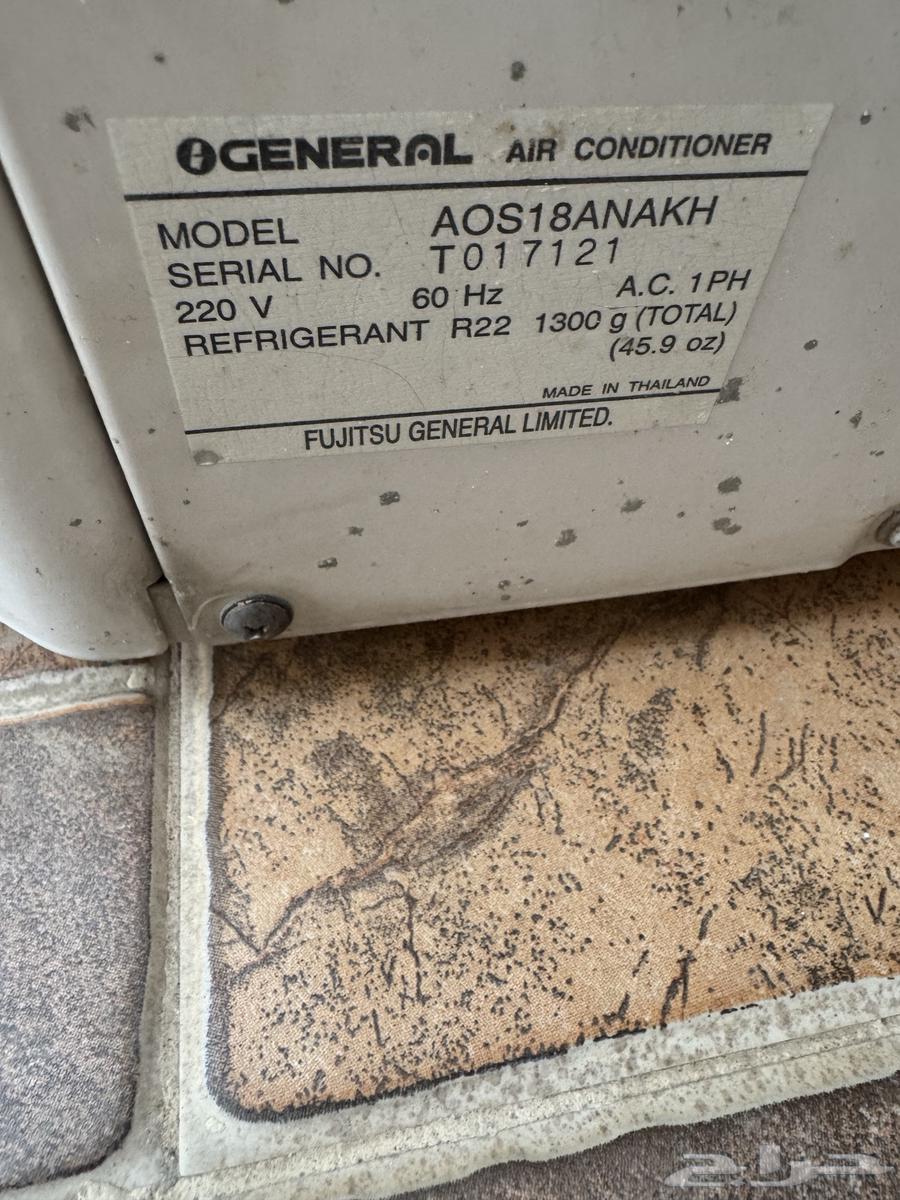 GENERAL AIR CONDITIONER
MODEL AOS18ANAKH
SERIAL NO. T017121
220 V 60 Hz A.C. 1PH
REFRIGERANT R22 1300 g (TOTAL)
(45.9 oz)
MADE IN THAILAND
FUJITSU GENERAL LIMITED.
حراج